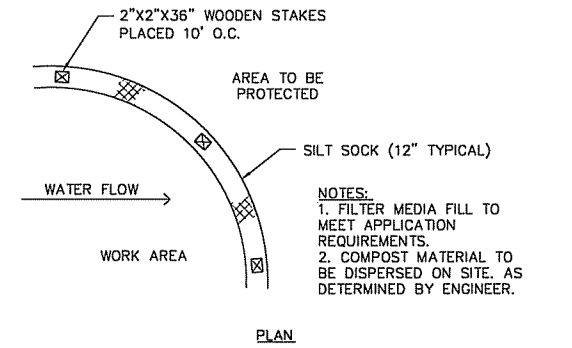 2"X2"X36" WOODEN STAKES
PLACED 10' O.C.
AREA TO BE
PROTECTED
SILT SOCK (12" TYPICAL)
WATER FLOW
WORK AREA
NOTES:
1. FILTER MEDIA FILL TO
MEET APPLICATION
REQUIREMENTS.
2. COMPOST MATERIAL TO
BE DISPERSED ON SITE. AS
DETERMINED BY ENGINEER.
PLAN